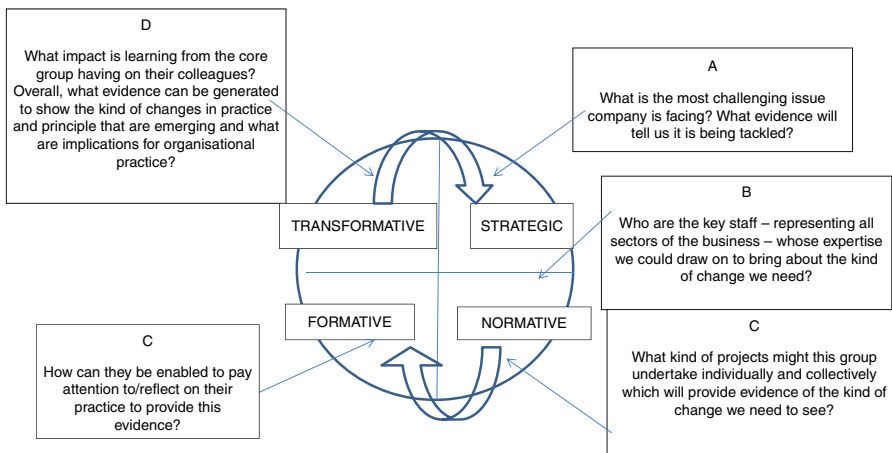 D
What impact is learning from the core
group having on their colleagues?
Overall, what evidence can be generated
to show the kind of changes in practice
and principle that are emerging and what
are implications for organisational
practice?
A
What is the most challenging issue
company is facing? What evidence will
tell us it is being tackled?
B
Who are the key staff – representing all
sectors of the business – whose expertise
we could draw on to bring about the kind
of change we need?
TRANSFORMATIVE
STRATEGIC
FORMATIVE
NORMATIVE
C
How can they be enabled to pay
attention to/reflect on their
practice to provide this
evidence?
C
What kind of projects might this group
undertake individually and collectively
which will provide evidence of the kind of
change we need to see?